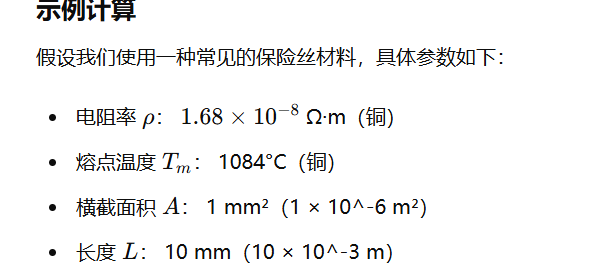 示例计算
假设我们使用一种常见的保险丝材料，具体参数如下：
• 电阻率 ρ： 1.68 × 10⁻⁸ Ω·m（铜）
• 熔点温度 Tₘ： 1084°C（铜）
• 横截面积 A： 1 mm²（1 × 10^-6 m²）
• 长度 L： 10 mm（10 × 10^-3 m）